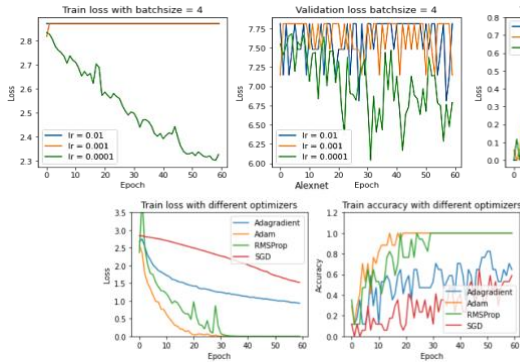 Train loss with batchsize = 4
Loss
2.8
2.7
2.6
2.5
2.4
2.3
0 10 20 30 40 50 60
Epoch
lr = 0.01
lr = 0.001
lr = 0.0001
Validation loss batchsize = 4
Loss
7.75
7.50
7.25
7.00
6.75
6.50
6.25
6.00
0 10 20 30 40 50 60
Epoch
lr = 0.01
lr = 0.001
lr = 0.0001
0.8
0.7
0.6
0.5
0.4
0.3
0.2
0.1
0.0
Loss
Alexnet
Train loss with different optimizers
Loss
3.5
3.0
2.5
2.0
1.5
1.0
0.5
0.0
0 10 20 30 40 50 60
Epoch
Adagradient
Adam
RMSProp
SGD
Train accuracy with different optimizers
Accuracy
1.2
1.0
0.8
0.6
0.4
0.2
0.0
0 10 20 30 40 50 60
Epoch
Adagradient
Adam
RMSProp
SGD